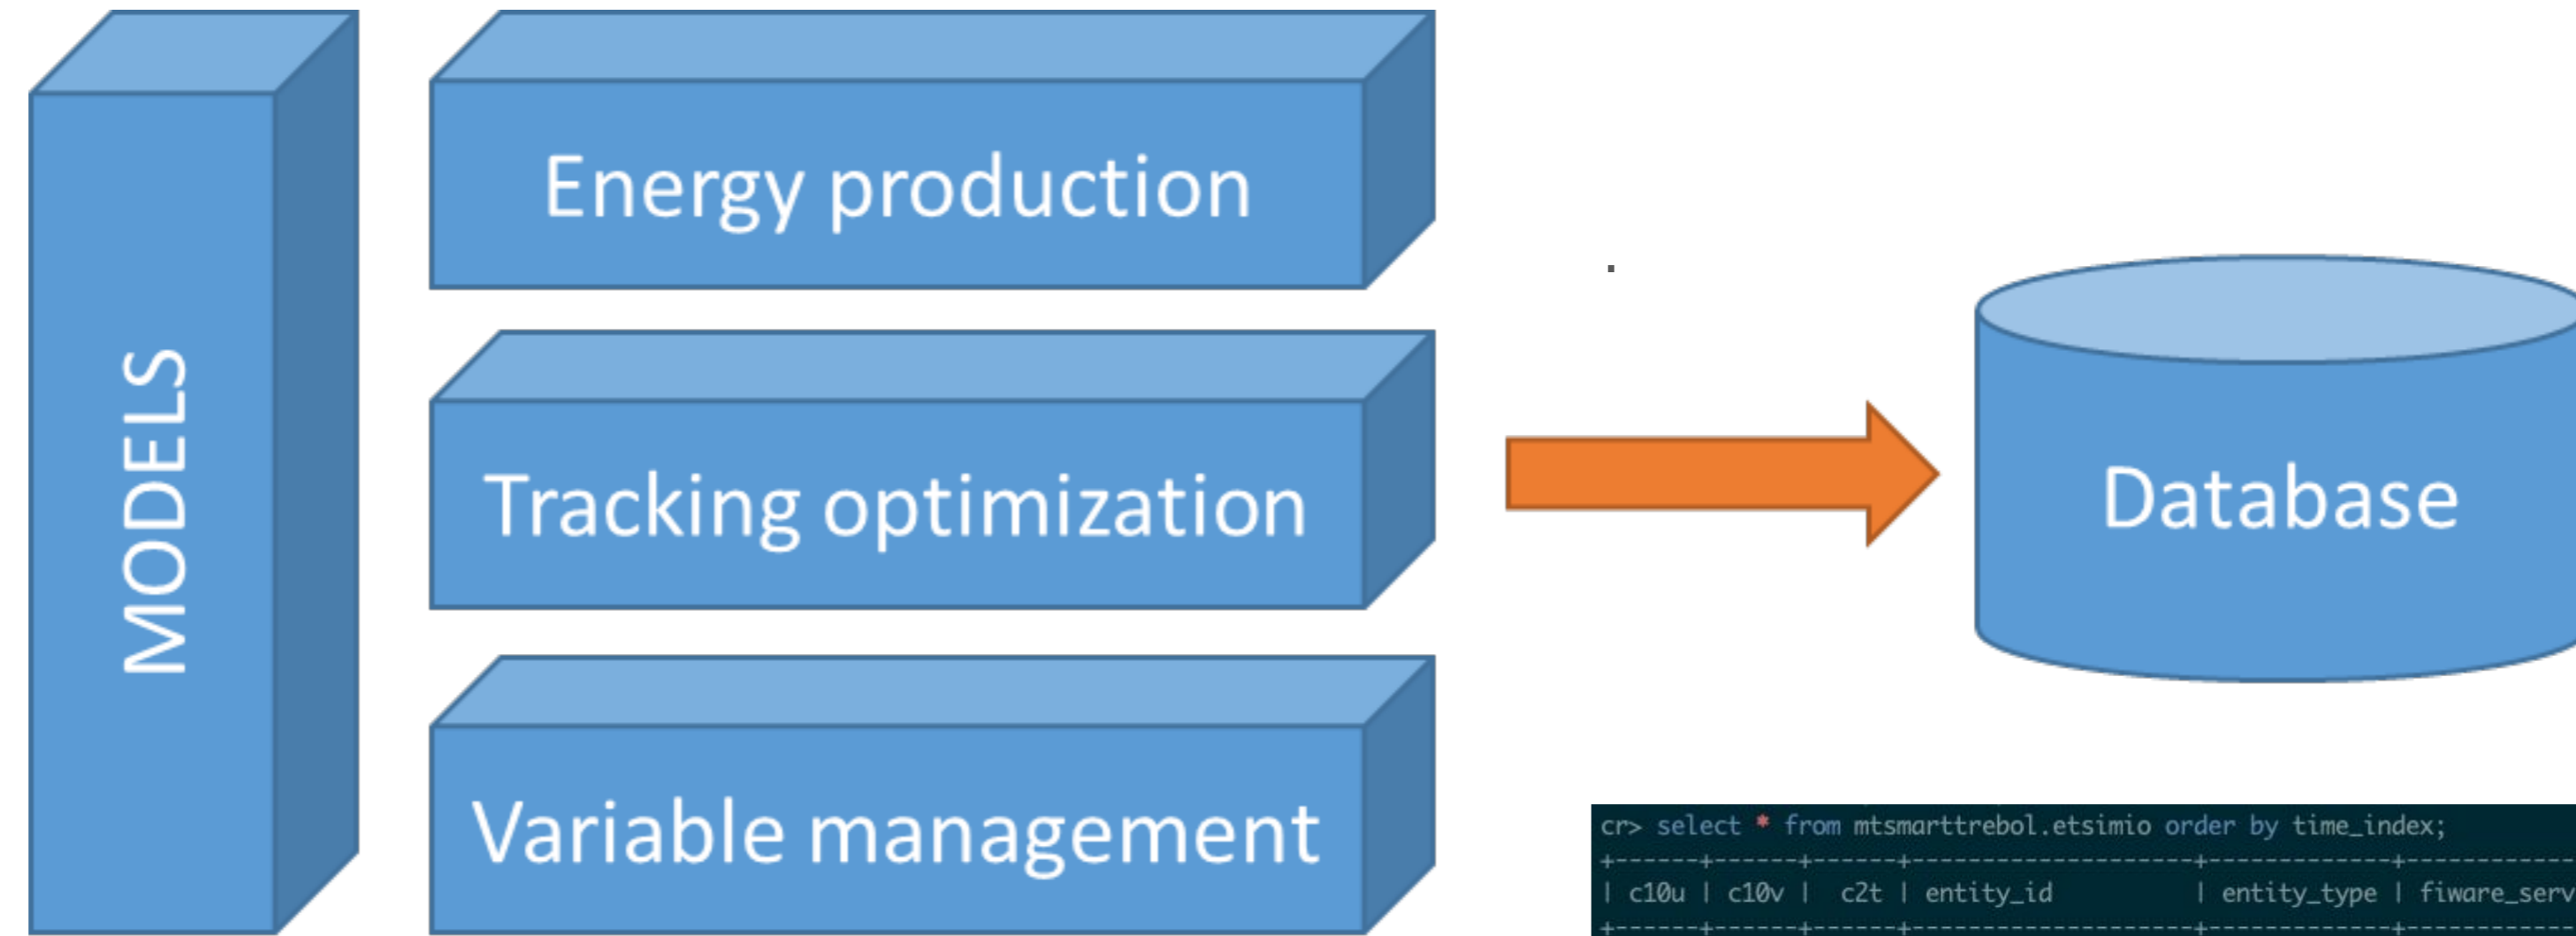 MODELS
Energy production
Tracking optimization
Variable management
Database
cr> select * from mtsmarttrebol.etsimio order by time_index;
+------+------+------+--------------------+------------+------------
| c10u | c10v | c2t | entity_id | entity_type | fiware_serv
+------+------+------+--------------------+------------+------------